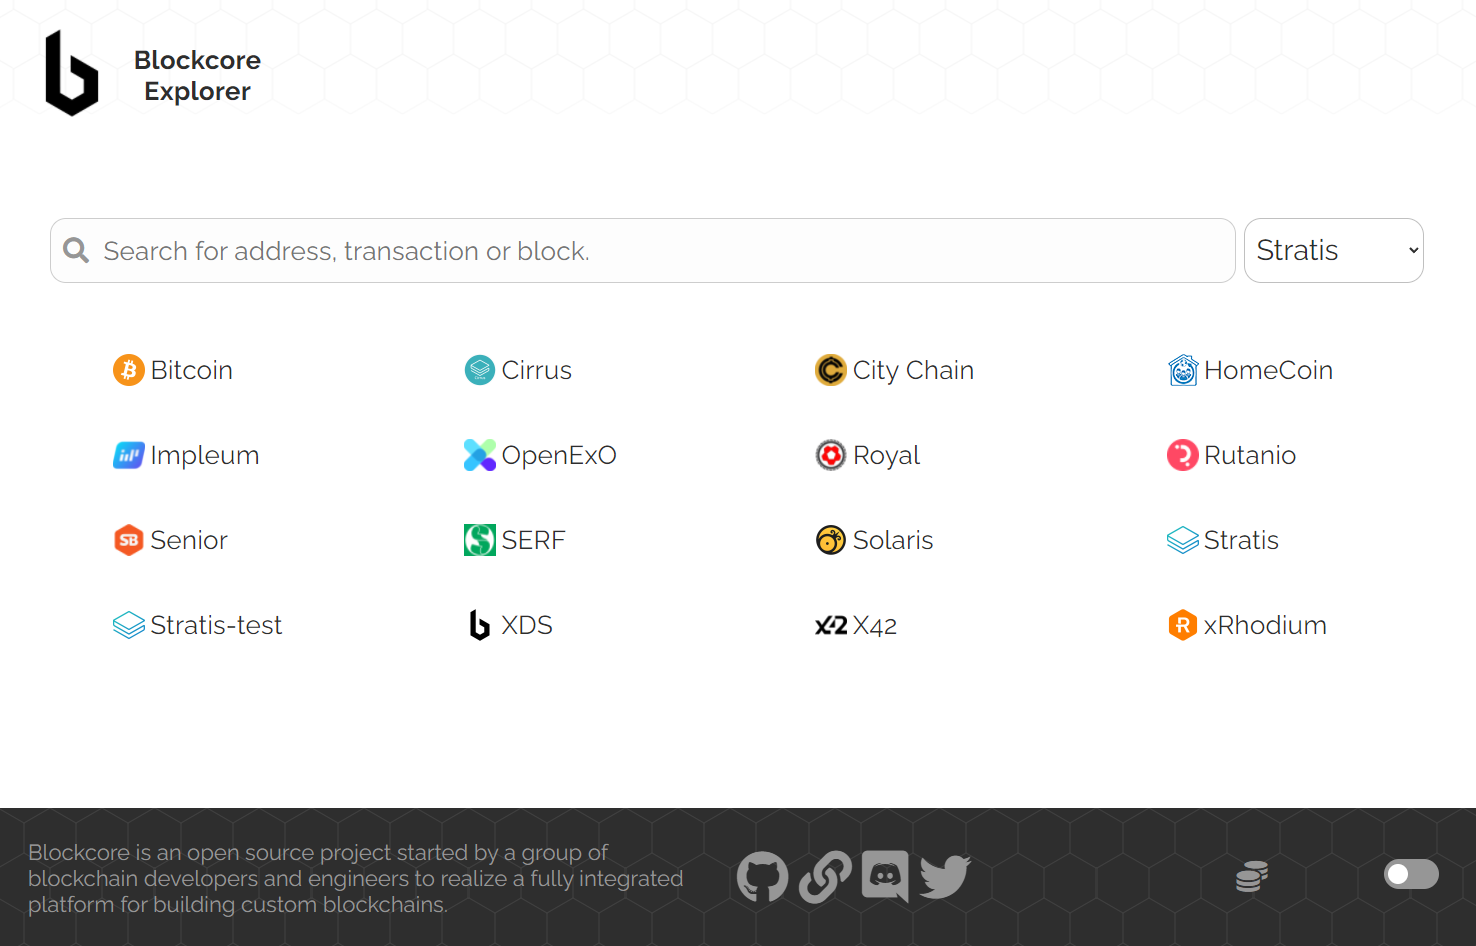 Blockcore
Explorer
Search for address, transaction or block.
Stratis
Bitcoin
Cirrus
City Chain
HomeCoin
Impleum
OpenExO
Royal
Rutanio
SB
Senior
SERF
Solaris
Stratis
Stratis-test
XDS
X42
X42
xRhodium
Blockcore is an open source project started by a group of
blockchain developers and engineers to realize a fully integrated
platform for building custom blockchains.